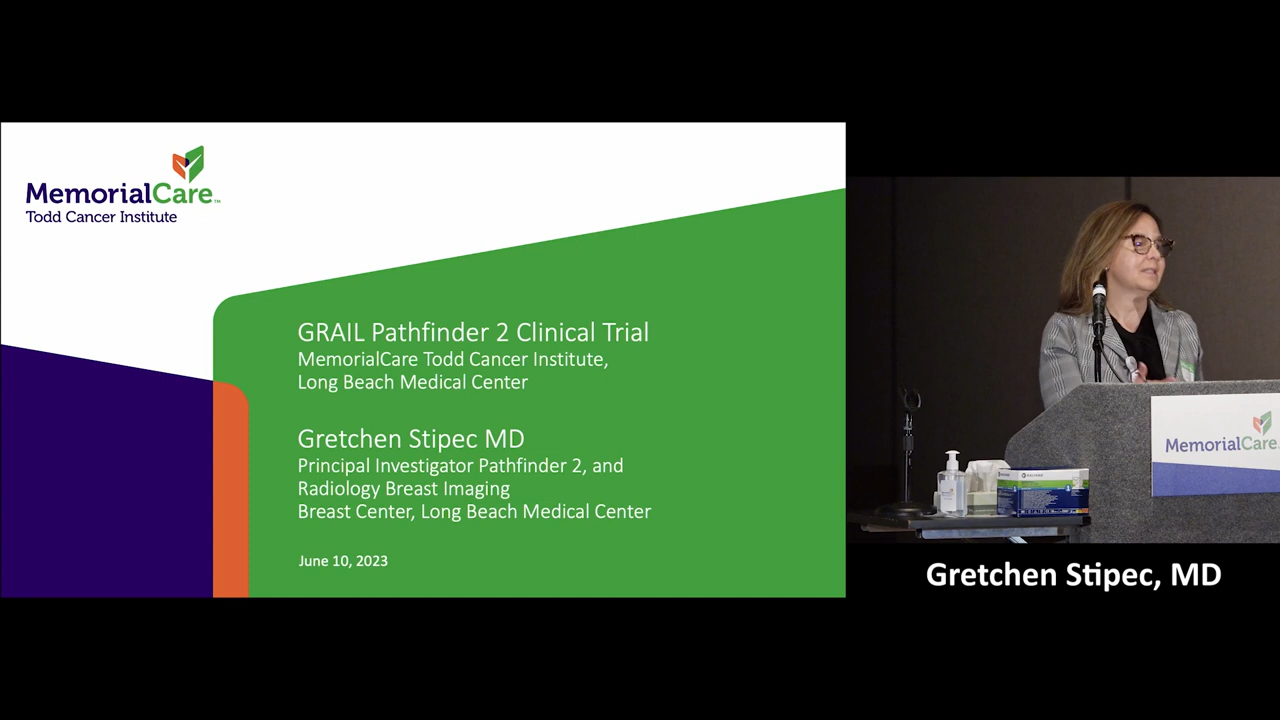 MemorialCare™
Todd Cancer Institute
GRAIL Pathfinder 2 Clinical Trial
MemorialCare Todd Cancer Institute,
Long Beach Medical Center
Gretchen Stipec MD
Principal Investigator Pathfinder 2, and
Radiology Breast Imaging
Breast Center, Long Beach Medical Center
June 10, 2023
MemorialCare
Gretchen Stipec, MD